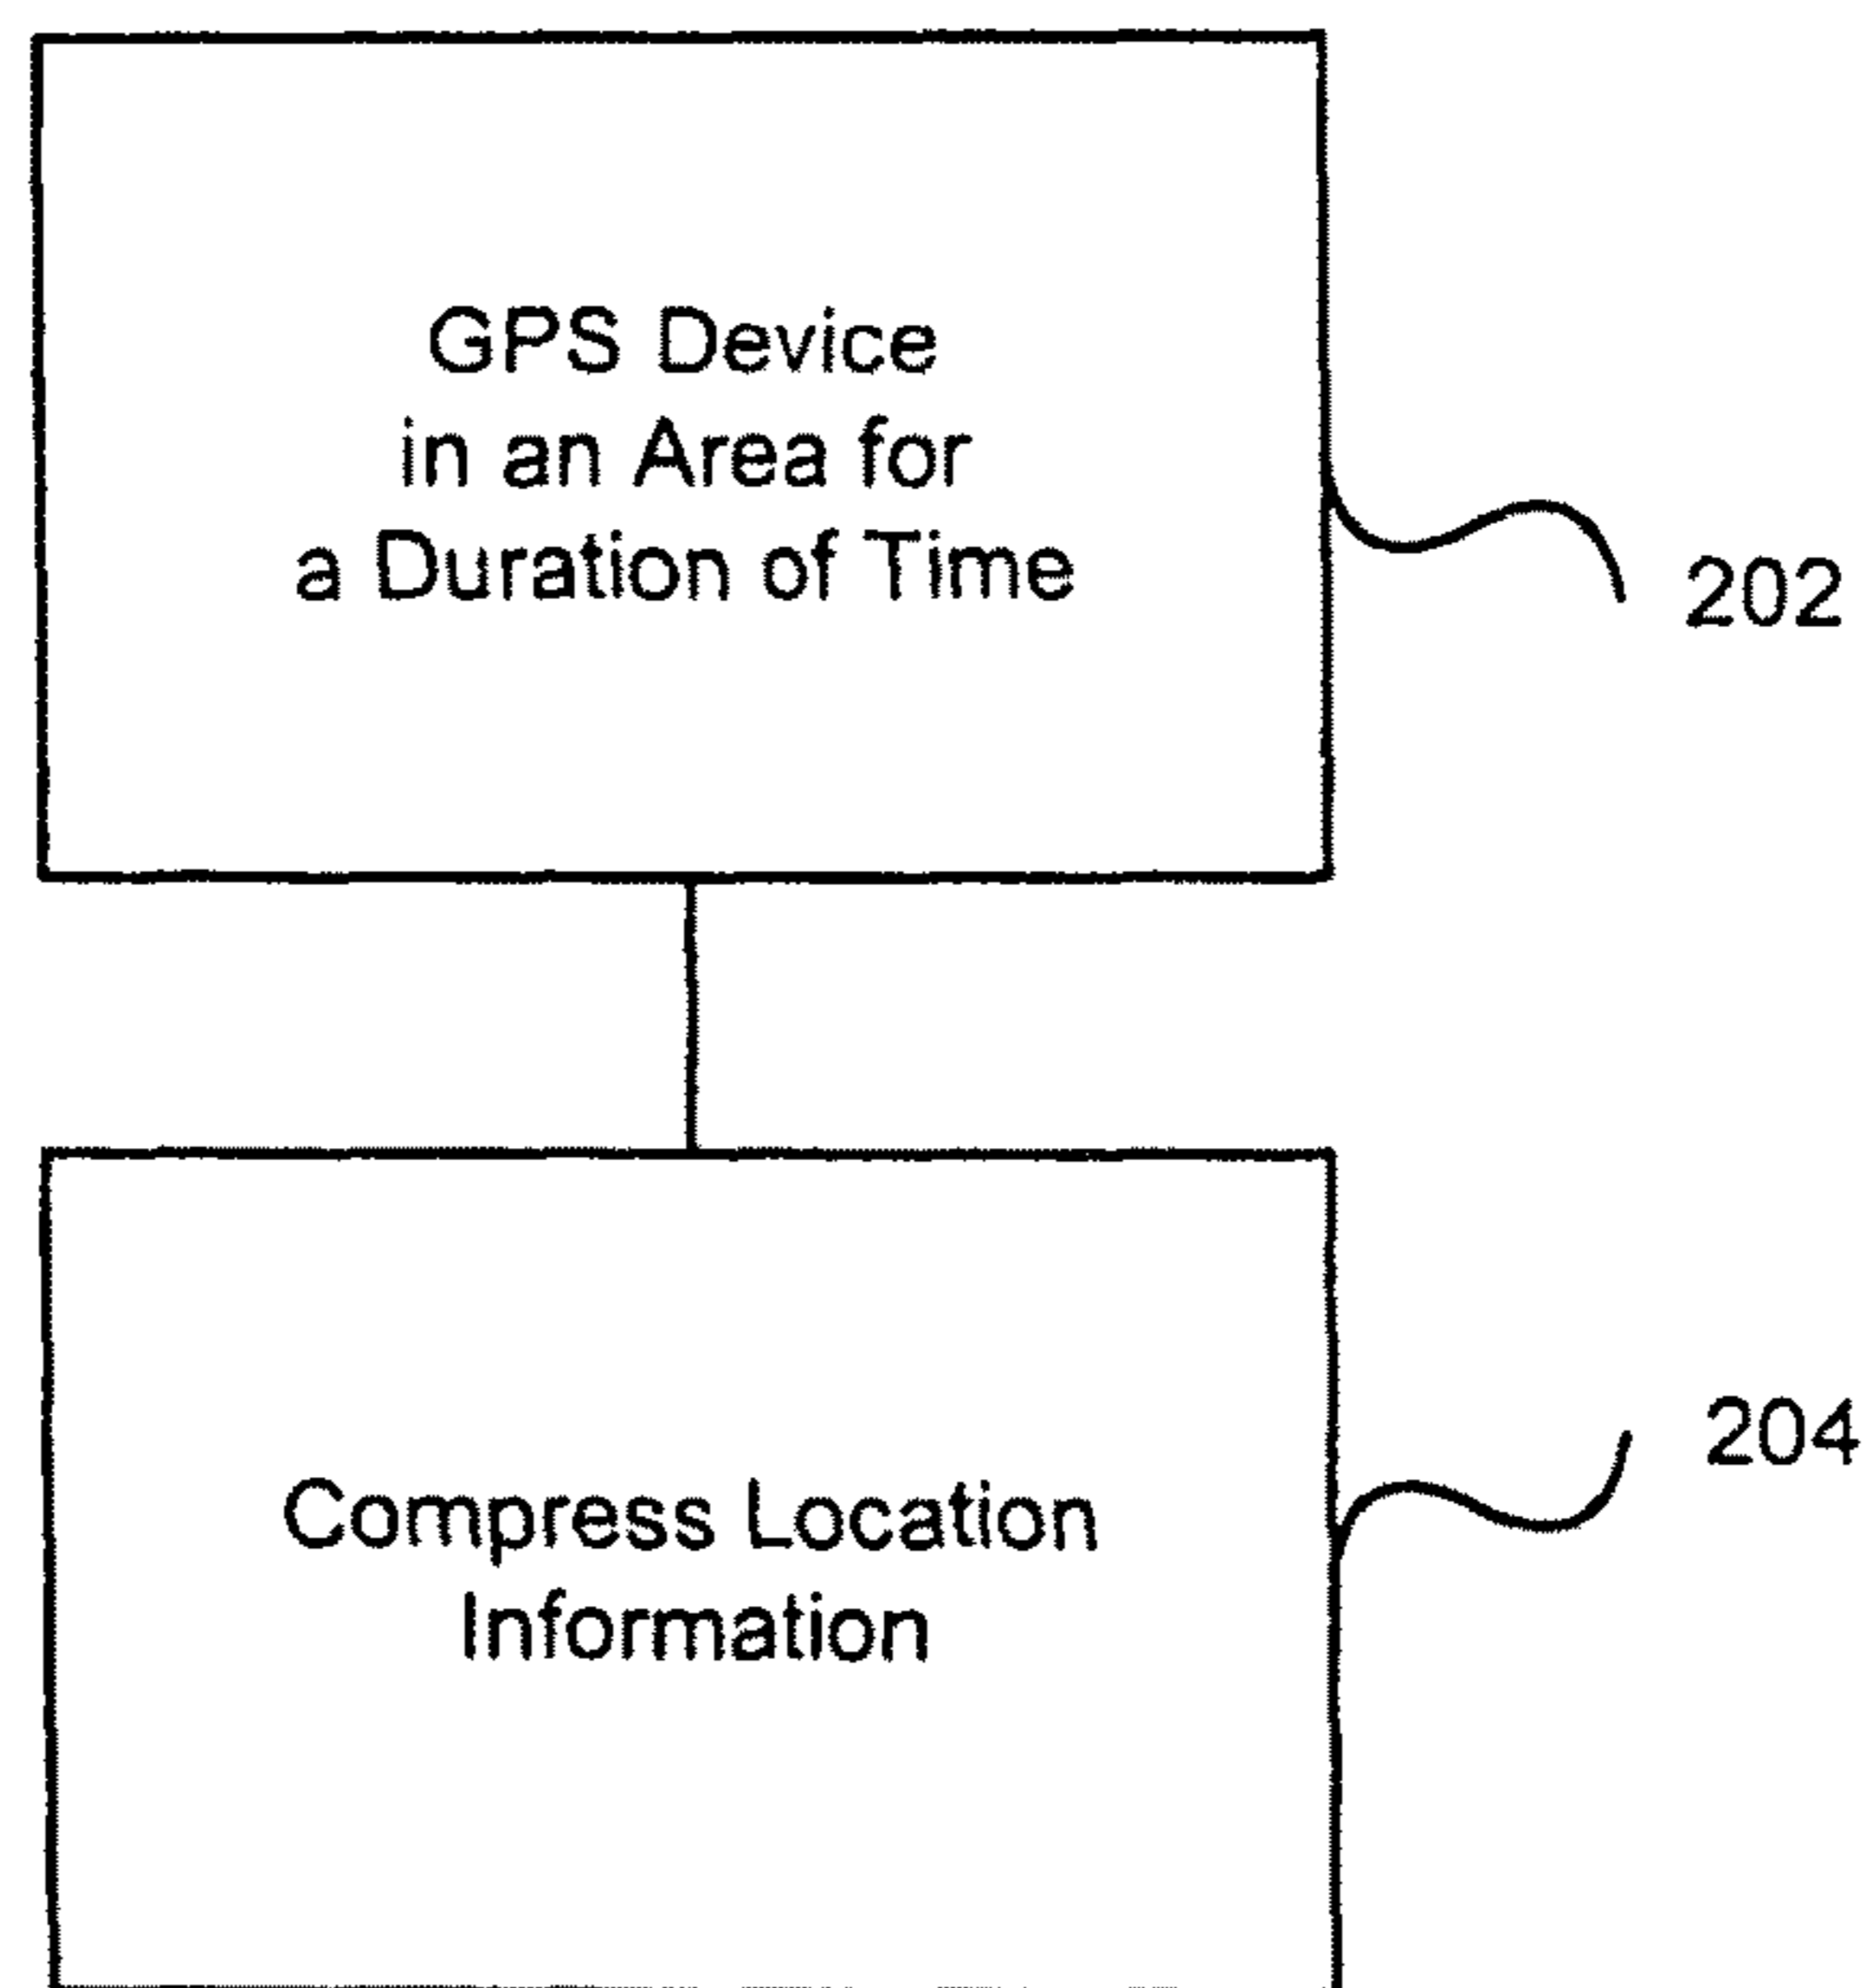 GPS Device
in an Area for
a Duration of Time
202
204
Compress Location
Information